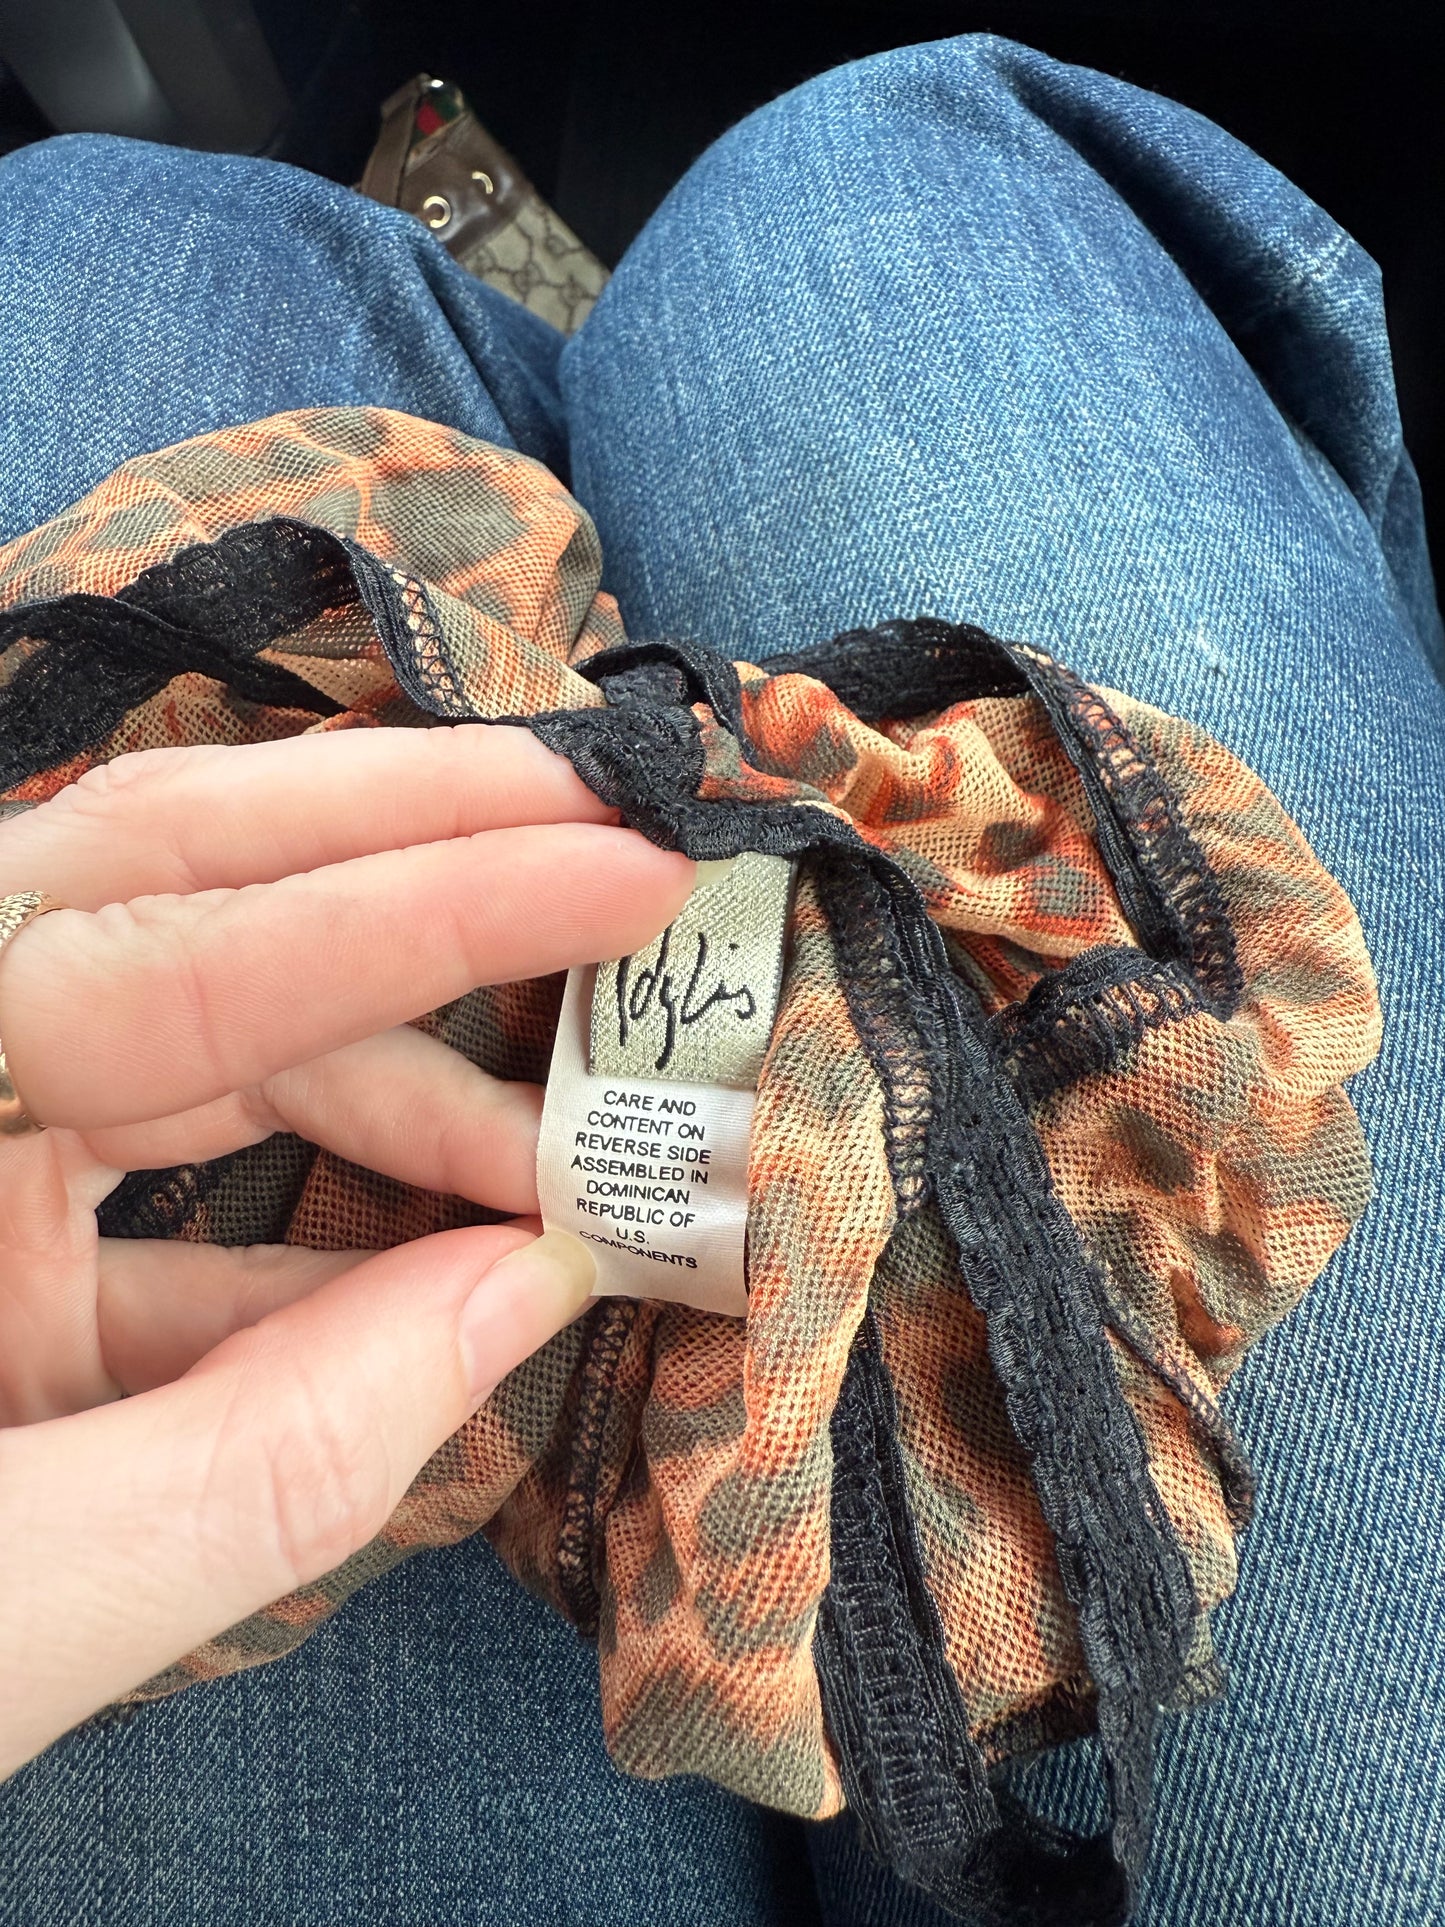 IdyLis
CARE AND
CONTENT ON
REVERSE SIDE
ASSEMBLED IN
DOMINICAN
REPUBLIC OF
U.S.
COMPONENTS